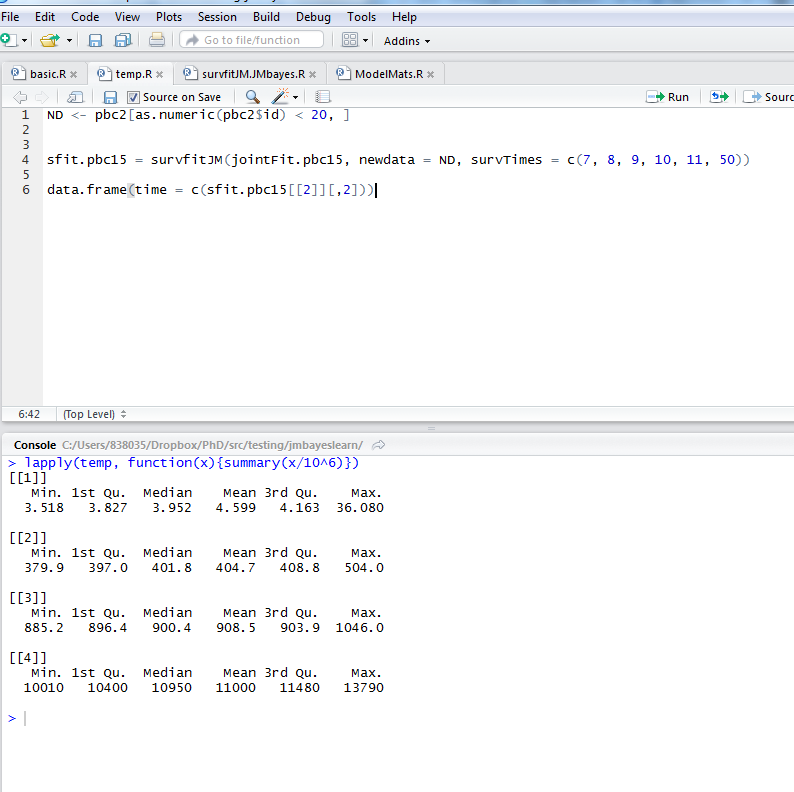 File Edit Code View Plots Session Build Debug Tools Help
Go to file/function Addins
basic.R temp.R survfitJM.JMbayes.R ModelMats.R
Source on Save Run Sourc
1 ND <- pbc2[as.numeric(pbc2$id) < 20, ]
2
3
4 sfit.pbc15 = survfitJM(jointFit.pbc15, newdata = ND, survTimes = c(7, 8, 9, 10, 11, 50))
5
6 data.frame(time = c(sfit.pbc15[[2]][,2]))
6:42 (Top Level)
Console C:/Users/838035/Dropbox/PhD/src/testing/jmbayeslearn/
> lapply(temp, function(x){summary(x/10^6)})
[[1]]
Min. 1st Qu. Median Mean 3rd Qu. Max.
3.518 3.827 3.952 4.599 4.163 36.080
[[2]]
Min. 1st Qu. Median Mean 3rd Qu. Max.
379.9 397.0 401.8 404.7 408.8 504.0
[[3]]
Min. 1st Qu. Median Mean 3rd Qu. Max.
885.2 896.4 900.4 908.5 903.9 1046.0
[[4]]
Min. 1st Qu. Median Mean 3rd Qu. Max.
10010 10400 10950 11000 11480 13790
>